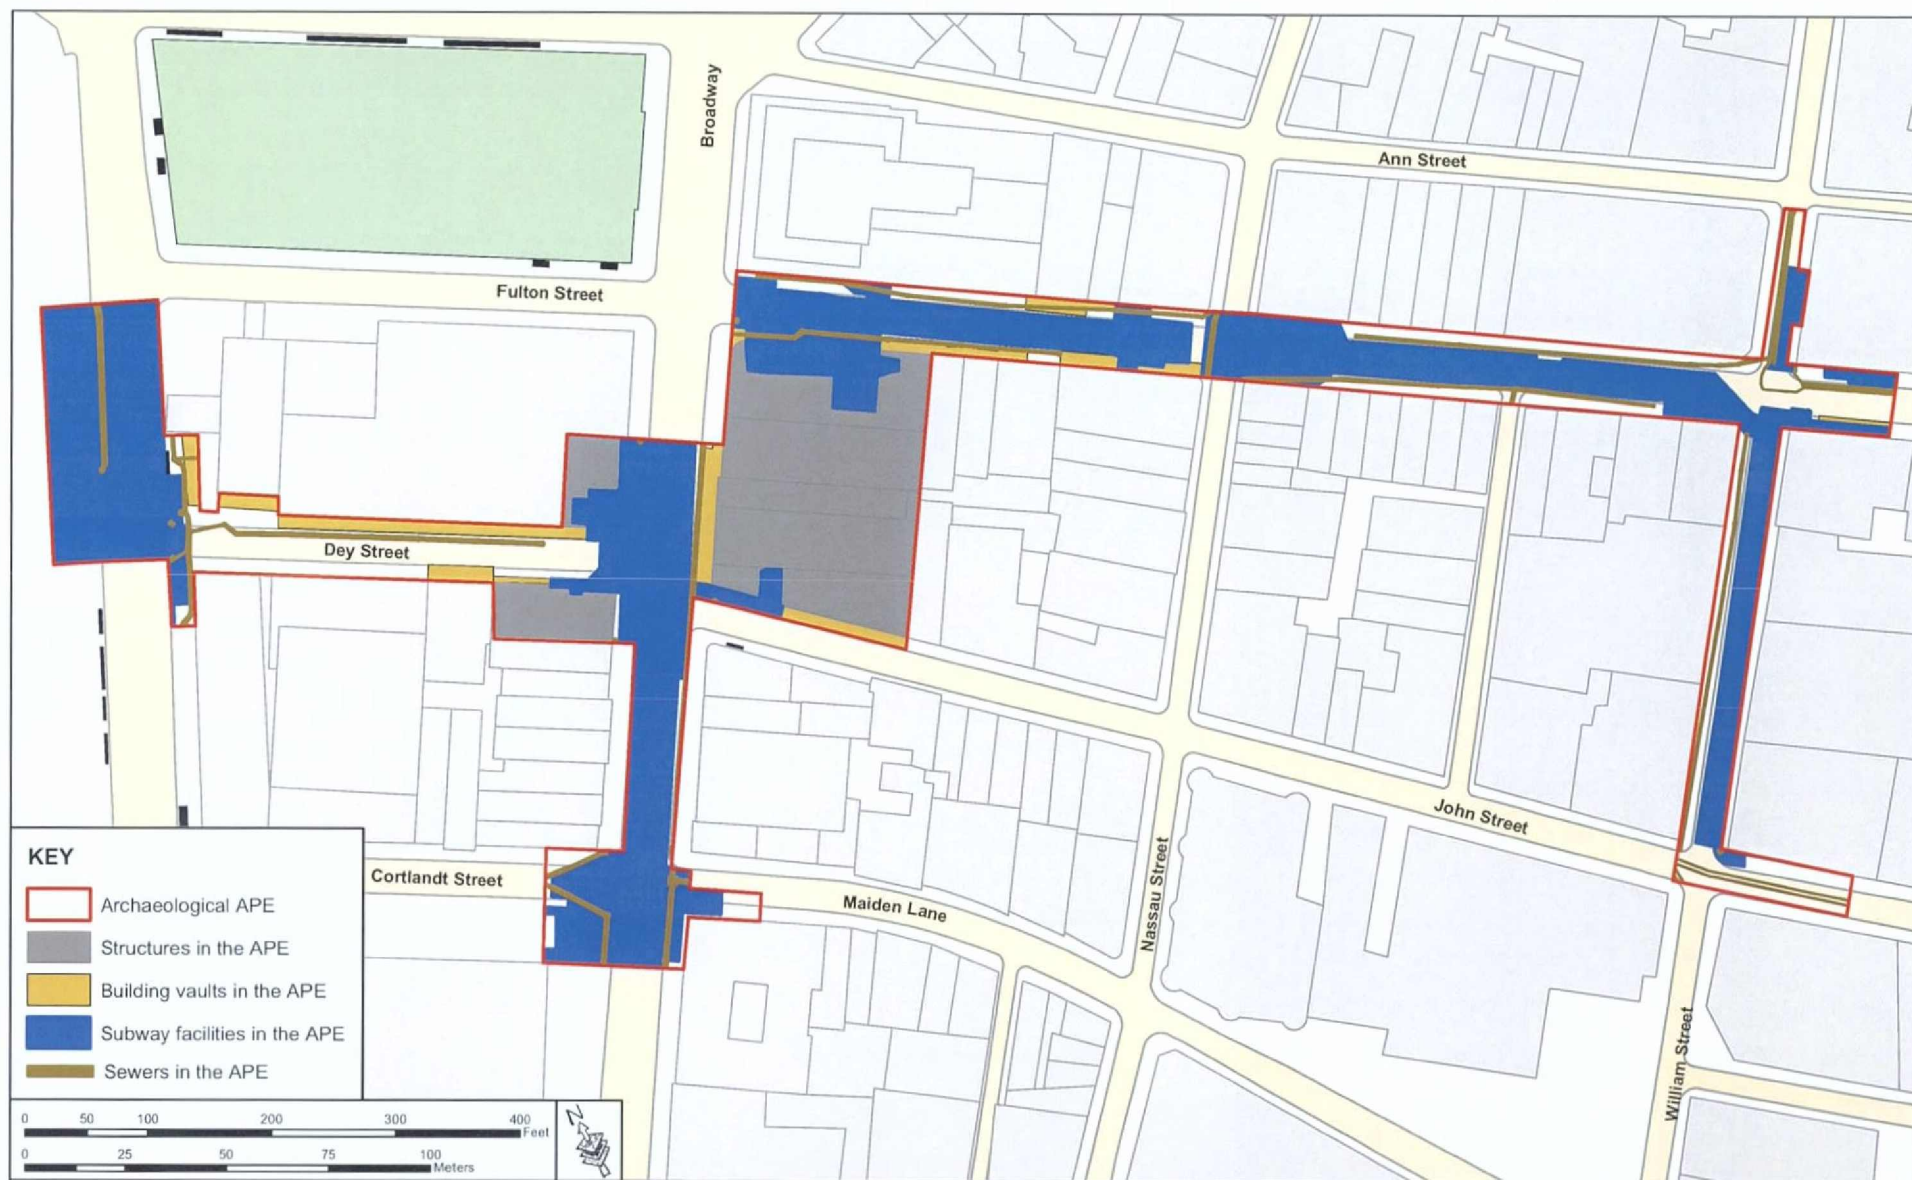 Broadway
Ann Street
Fulton Street
Dey Street
John Street
Cortlandt Street
Maiden Lane
Nassau Street
William Street
KEY
Archaeological APE
Structures in the APE
Building vaults in the APE
Subway facilities in the APE
Sewers in the APE
0 50 100 200 300 400
Feet
0 25 50 75 100
Meters
N